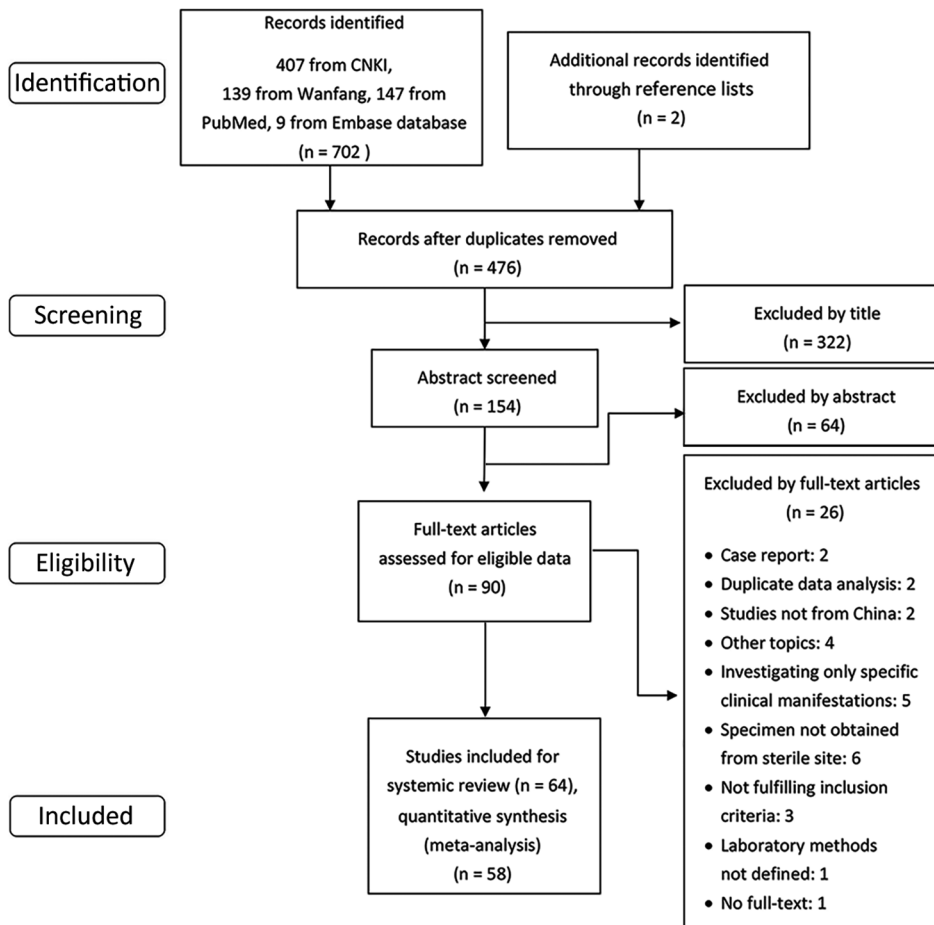 Identification
Records identified
407 from CNKI,
139 from Wanfang, 147 from
PubMed, 9 from Embase database
(n = 702 )
Additional records identified
through reference lists
(n = 2)
Records after duplicates removed
(n = 476)
Screening
Excluded by title
(n = 322)
Abstract screened
(n = 154)
Excluded by abstract
(n = 64)
Eligibility
Full-text articles
assessed for eligible data
(n = 90)
Excluded by full-text articles
(n = 26)
• Case report: 2
• Duplicate data analysis: 2
• Studies not from China: 2
• Other topics: 4
• Investigating only specific
clinical manifestations: 5
• Specimen not obtained
from sterile site: 6
• Not fulfilling inclusion
criteria: 3
• Laboratory methods
not defined: 1
• No full-text: 1
Included
Studies included for
systemic review (n = 64),
quantitative synthesis
(meta-analysis)
(n = 58)